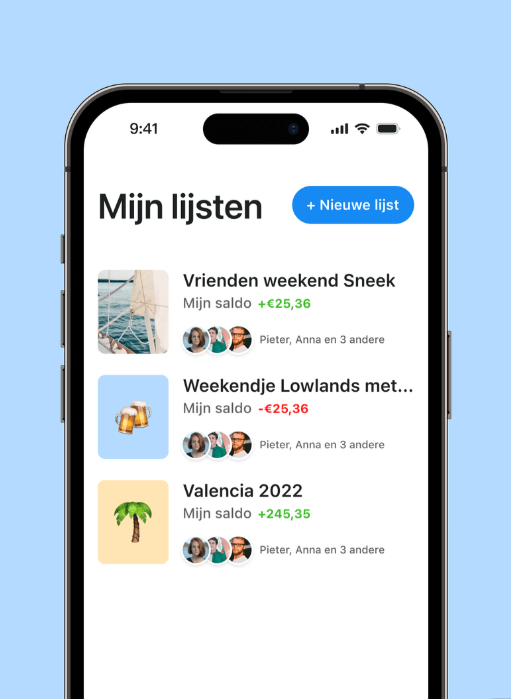 9:41
Mijn lijsten
+ Nieuwe lijst
Vrienden weekend Sneek
Mijn saldo +€25,36
Pieter, Anna en 3 andere
Weekendje Lowlands met...
Mijn saldo -€25,36
Pieter, Anna en 3 andere
Valencia 2022
Mijn saldo +245,35
Pieter, Anna en 3 andere